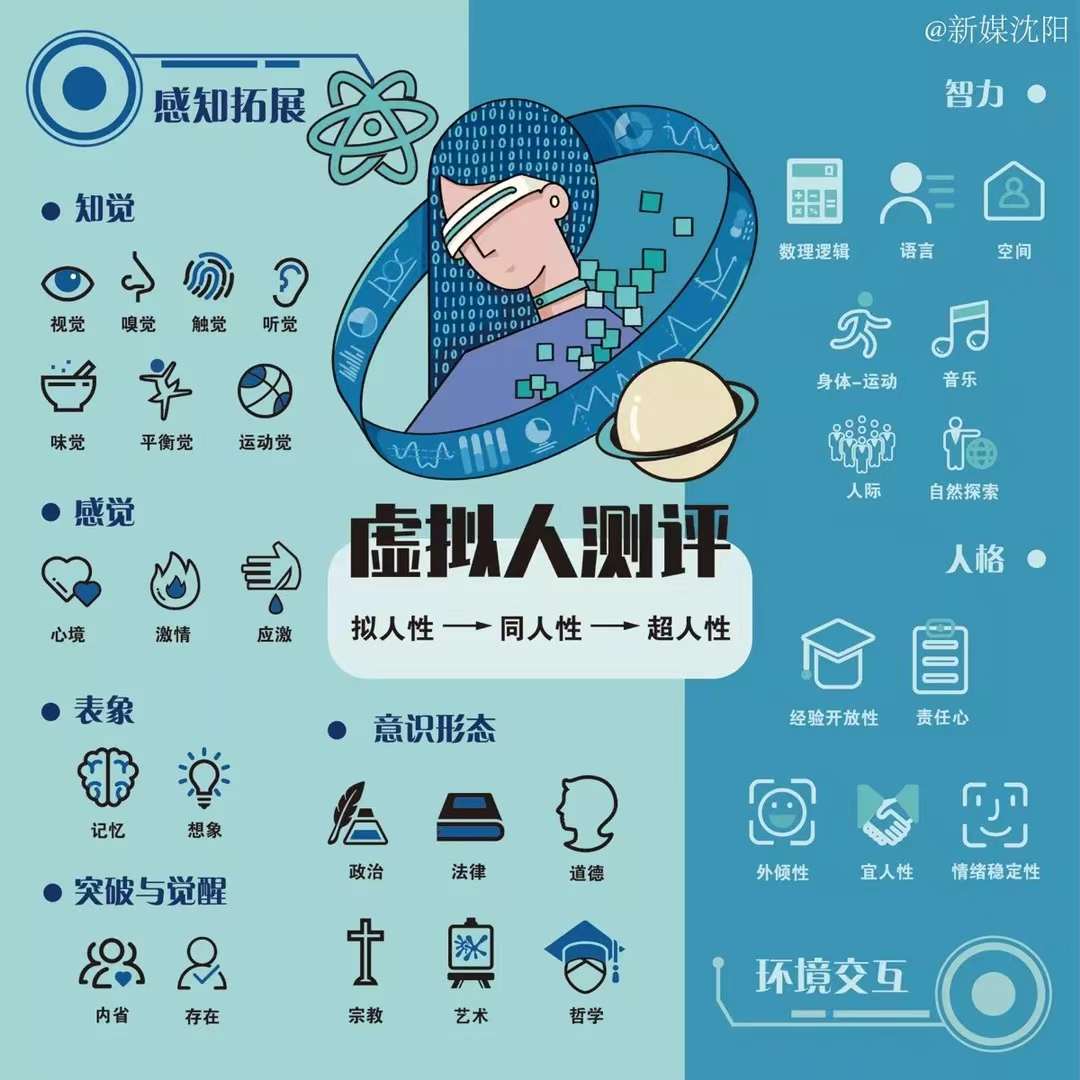 @新媒沈阳
感知拓展
知觉
视觉 嗅觉 触觉 听觉
味觉 平衡觉 运动觉
感觉
心境 激情 应激
表象
记忆 想象
突破与觉醒
内省 存在
虚拟人测评
拟人性 → 同人性 → 超人性
意识形态
政治 法律 道德
宗教 艺术 哲学
智力
数理逻辑 语言 空间
身体-运动 音乐
人际 自然探索
人格
经验开放性 责任心
外倾性 宜人性 情绪稳定性
环境交互